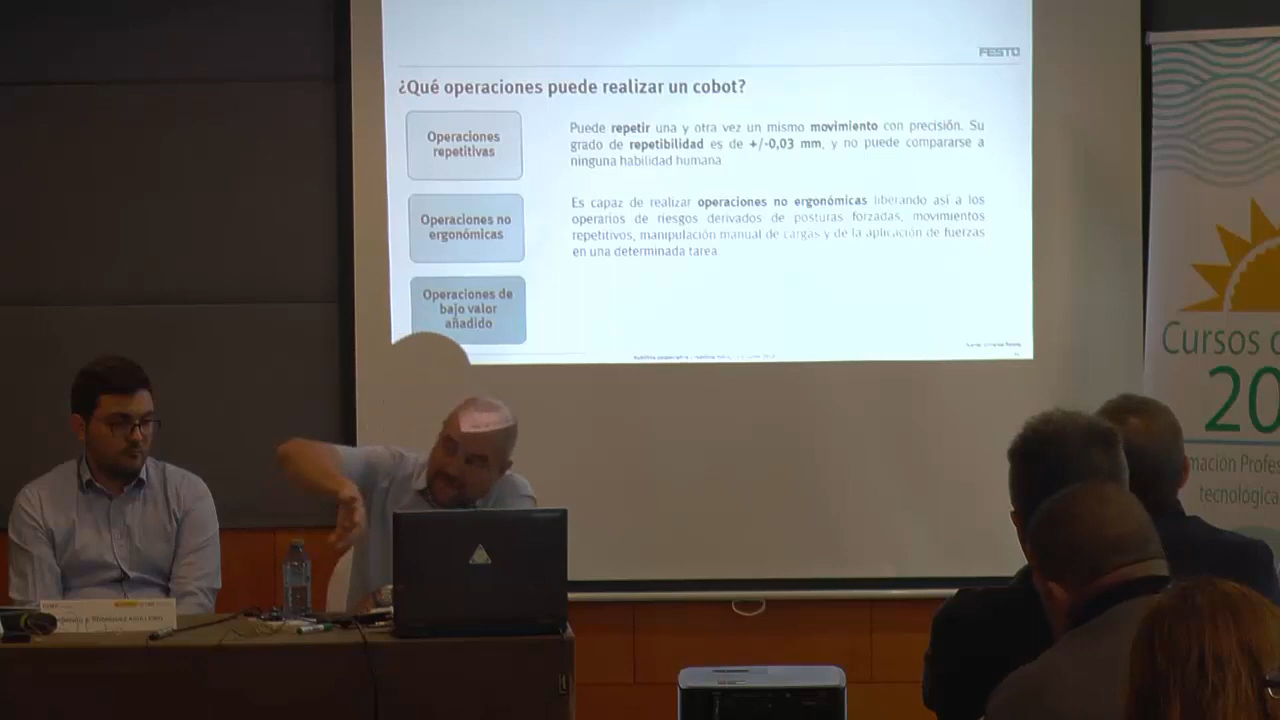 FESTO
¿Qué operaciones puede realizar un cobot?
Operaciones
repetitivas
Puede repetir una y otra vez un mismo movimiento con precisión. Su
grado de repetibilidad es de +/-0,03 mm, y no puede compararse a
ninguna habilidad humana
Operaciones no
ergonómicas
Es capaz de realizar operaciones no ergonómicas liberando así a los
operarios de riesgos derivados de posturas forzadas, movimientos
repetitivos, manipulación manual de cargas y de la aplicación de fuerzas
en una determinada tarea
Operaciones de
bajo valor
añadido
Cursos
20
mación Profes
tecnológica